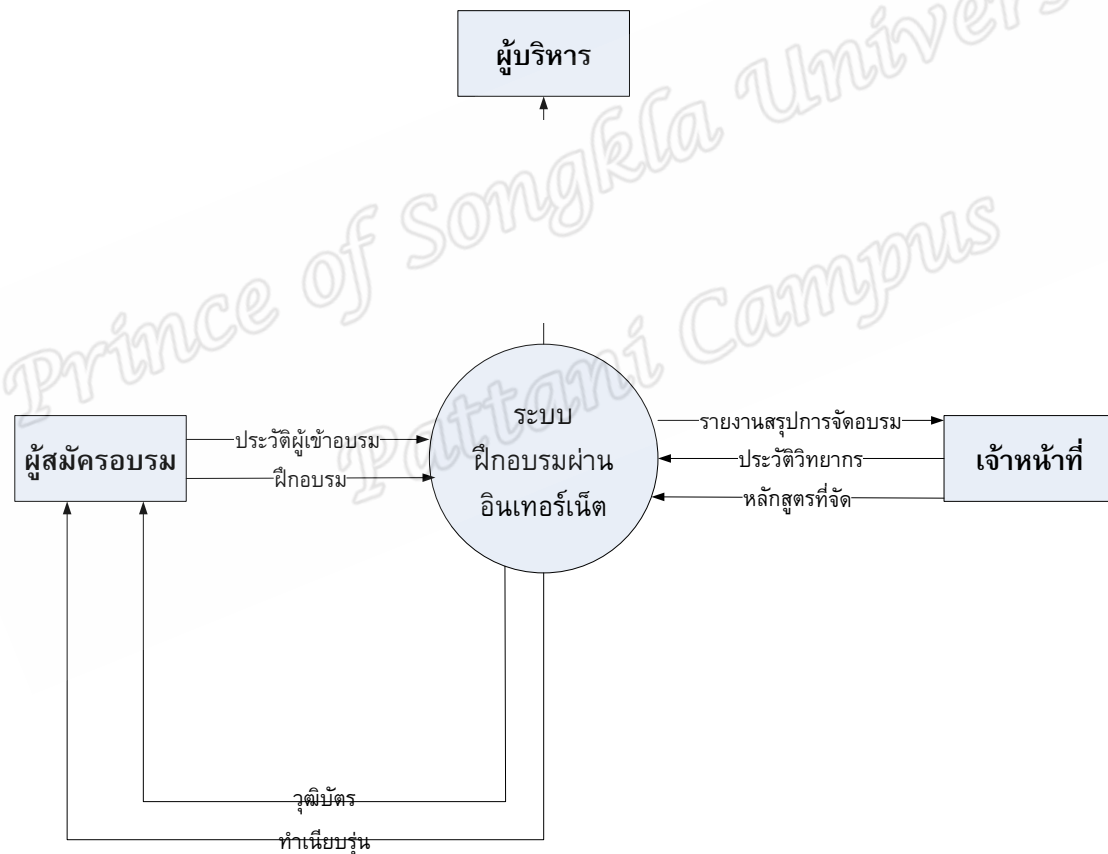 ผู้บริหาร
Prince of Songkla Univers
Pattani Campus
ระบบ
ฝึกอบรมผ่าน
อินเทอร์เน็ต
ผู้สมัครอบรม
ประวัติผู้เข้าอบรม
ฝึกอบรม
รายงานสรุปการจัดอบรม
ประวัติวิทยากร
หลักสูตรที่จัด
เจ้าหน้าที่
วุฒิบัตร
ทำเนียบรุ่น